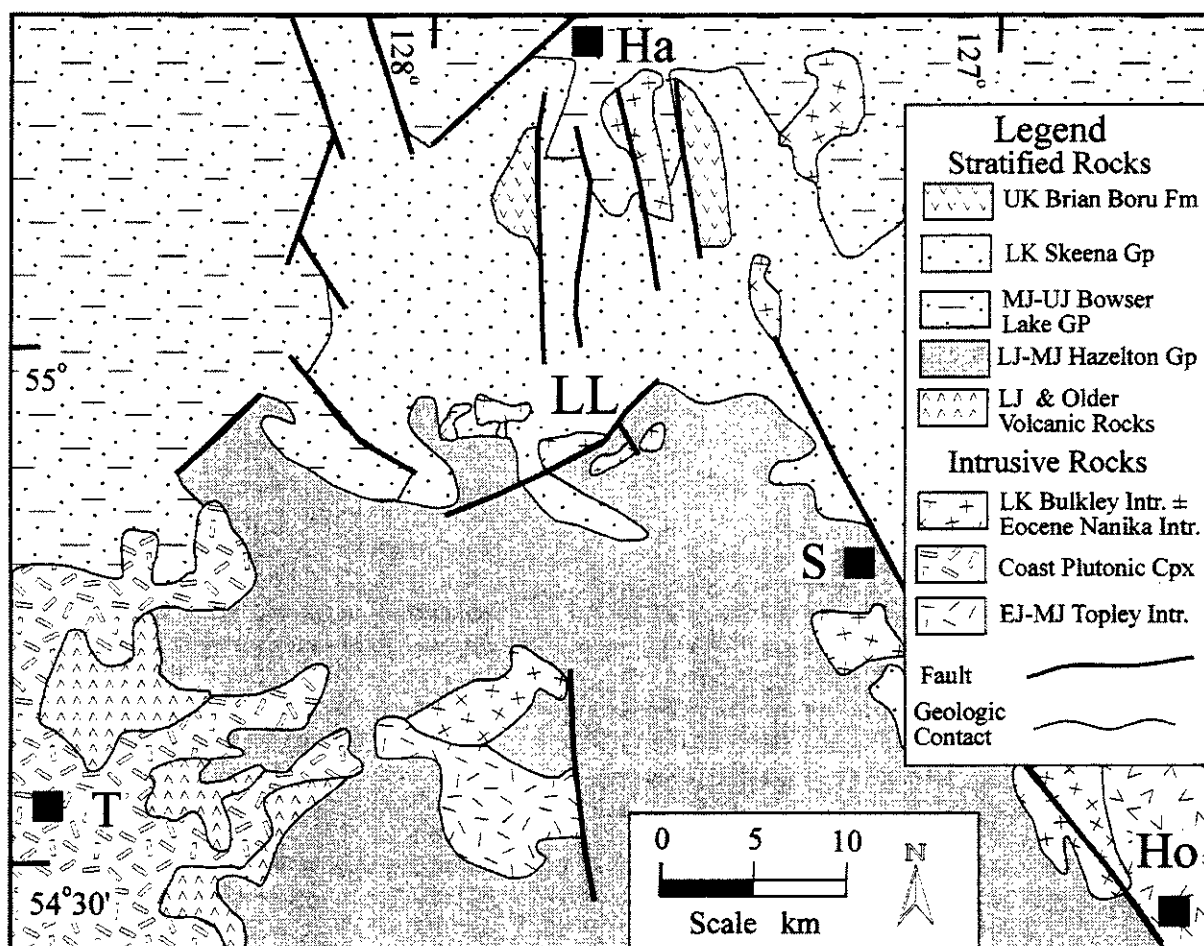 128°
Ha
127°
Legend
Stratified Rocks
UK Brian Boru Fm
LK Skeena Gp
MJ-UJ Bowser
Lake GP
LJ-MJ Hazelton Gp
LJ & Older
Volcanic Rocks
Intrusive Rocks
LK Bulkley Intr. ±
Eocene Nanika Intr.
Coast Plutonic Cpx
EJ-MJ Topley Intr.
Fault
Geologic
Contact
55°
LL
S
T
54°30'
0 5 10
Scale km
N
Ho